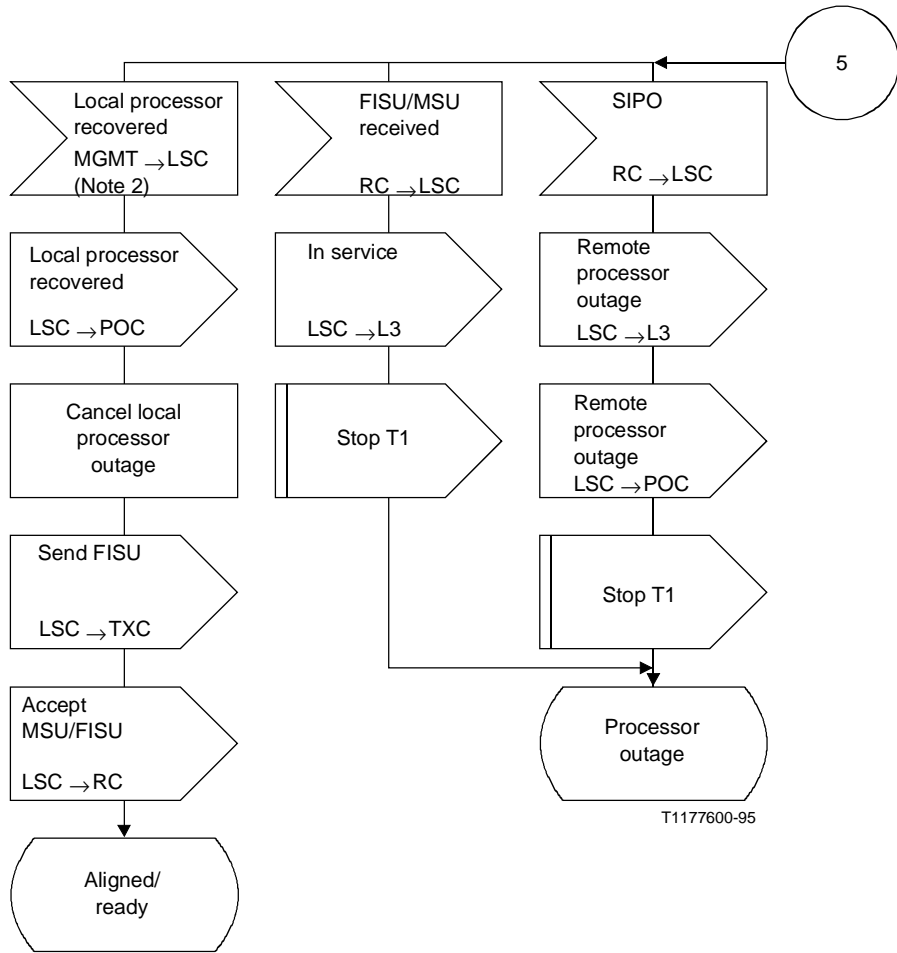 5
Local processor
recovered
MGMT → LSC
(Note 2)
FISU/MSU
received
RC → LSC
SIPO
RC → LSC
Local processor
recovered
LSC → POC
In service
LSC → L3
Remote
processor
outage
LSC → L3
Cancel local
processor
outage
Stop T1
Remote
processor
outage
LSC → POC
Send FISU
LSC → TXC
Stop T1
Accept
MSU/FISU
LSC → RC
Processor
outage
T1177600-95
Aligned/
ready